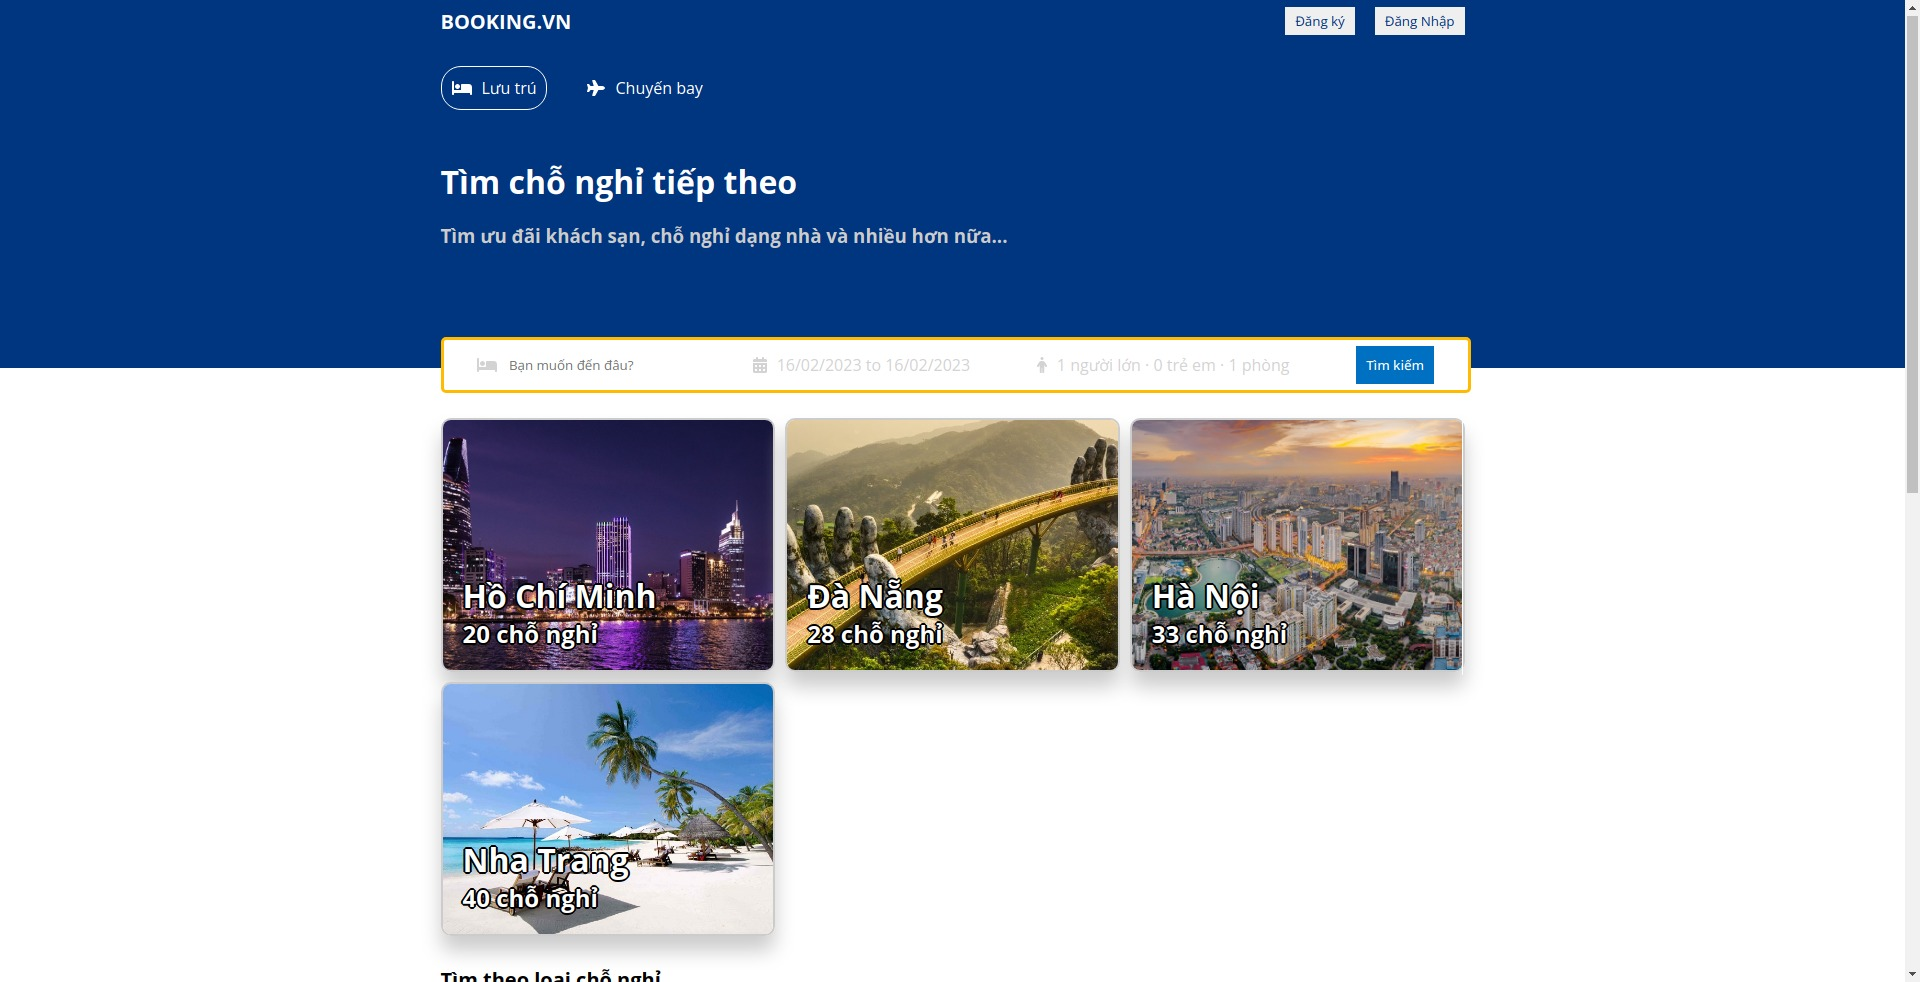 BOOKING.VN
Đăng ký
Đăng Nhập
Lưu trú
Chuyến bay
Tìm chỗ nghỉ tiếp theo
Tìm ưu đãi khách sạn, chỗ nghỉ dạng nhà và nhiều hơn nữa...
Bạn muốn đến đâu?
16/02/2023 to 16/02/2023
1 người lớn · 0 trẻ em · 1 phòng
Tìm kiếm
Hồ Chí Minh
20 chỗ nghỉ
Đà Nẵng
28 chỗ nghỉ
Hà Nội
33 chỗ nghỉ
Nha Trang
40 chỗ nghỉ
Tìm theo loại chỗ nghỉ